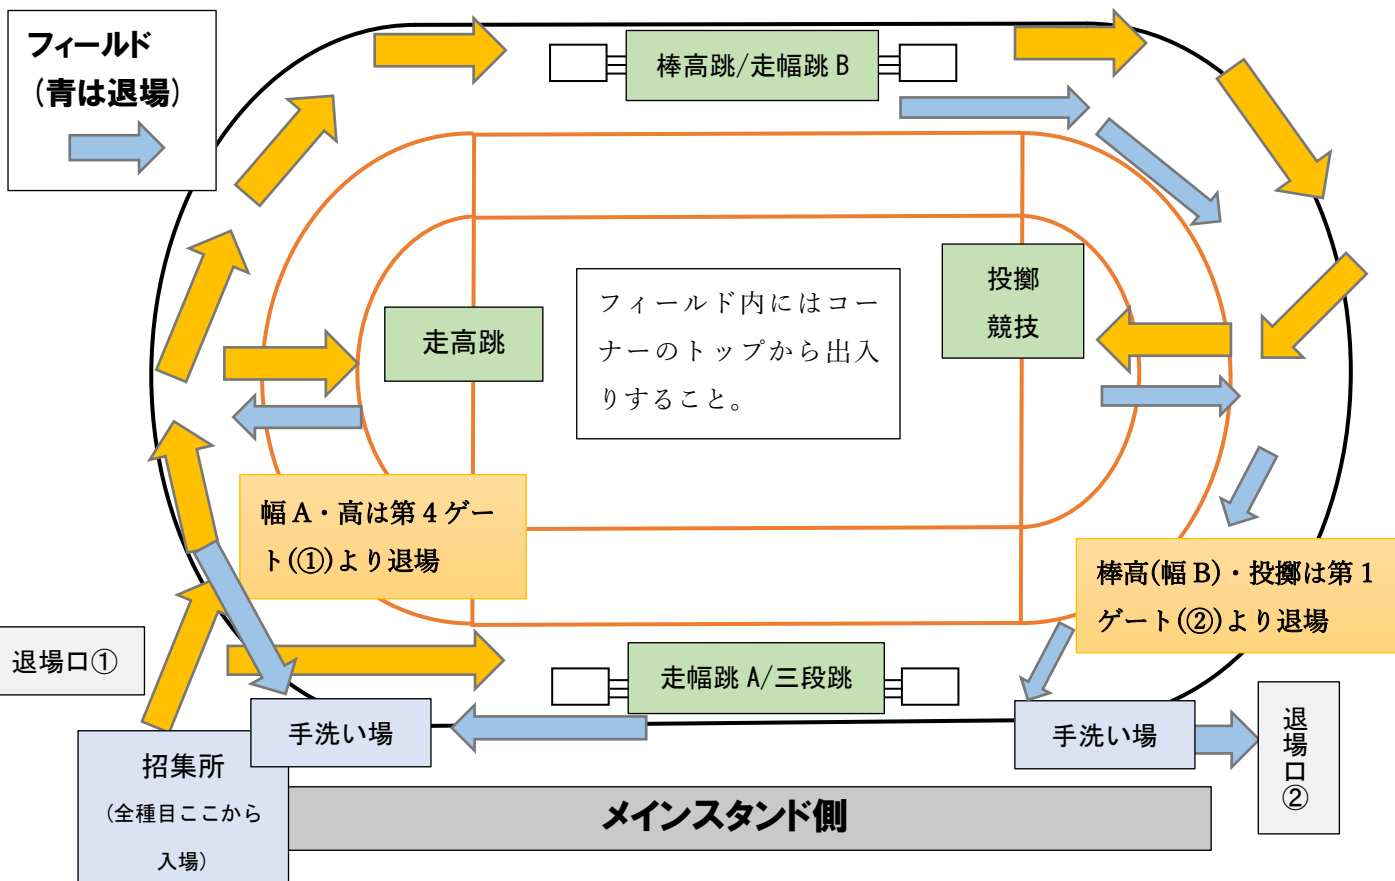 フィールド
(青は退場)
棒高跳/走幅跳 B
投擲
競技
走高跳
フィールド内にはコー
ナーのトップから出入
りすること。
幅 A・高は第 4 ゲー
ト(①)より退場
棒高(幅 B)・投擲は第 1
ゲート(②)より退場
退場口①
走幅跳 A/三段跳
手洗い場
手洗い場
退場口②
招集所
(全種目ここから
入場)
メインスタンド側